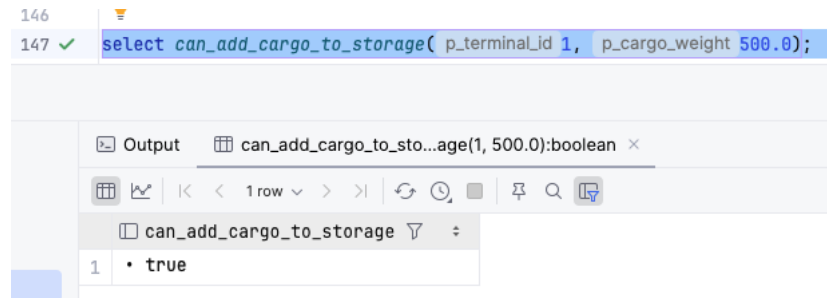 146
147 select can_add_cargo_to_storage( p_terminal_id 1, p_cargo_weight 500.0);
Output can_add_cargo_to_sto...age(1, 500.0):boolean ×
1 row
can_add_cargo_to_storage
1 • true